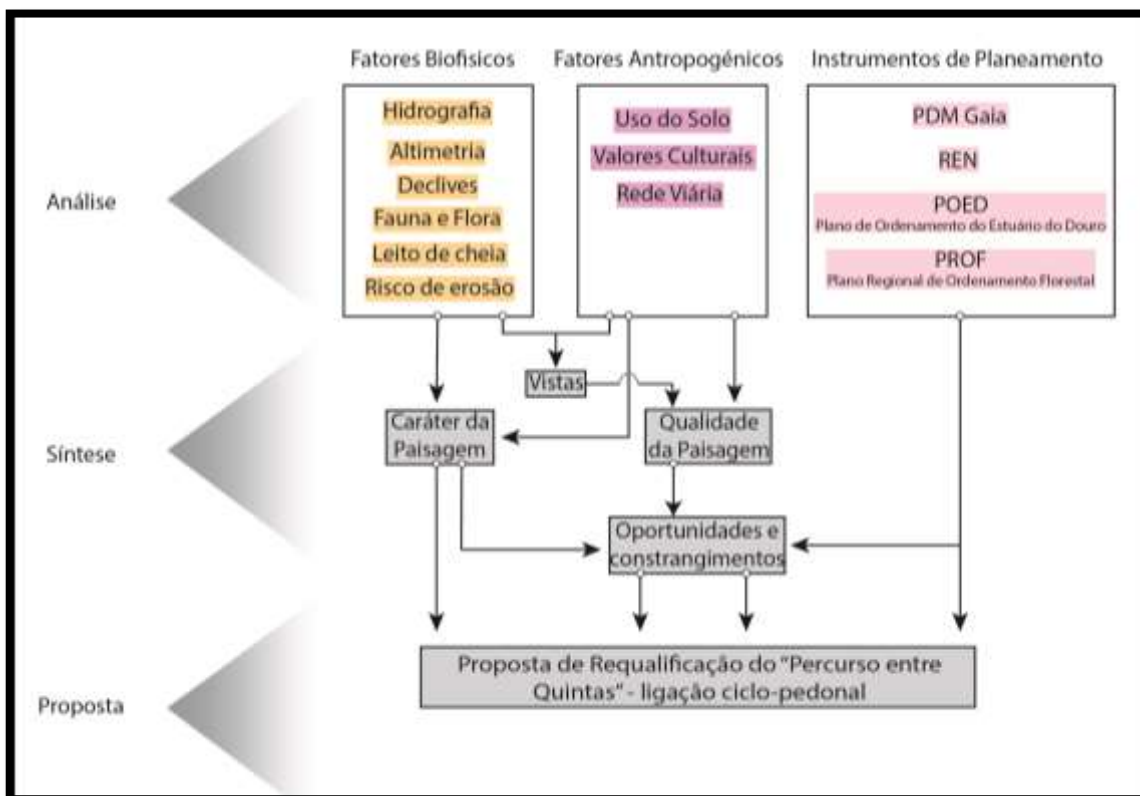 Fatores Biofisicos
Fatores Antropogénicos
Instrumentos de Planeamento
Análise
Hidrografia
Altimetria
Declives
Fauna e Flora
Leito de cheia
Risco de erosão
Uso do Solo
Valores Culturais
Rede Viária
PDM Gaia
REN
POED
Plano de Ordenamento do Estuário do Douro
PROF
Plano Regional de Ordenamento Florestal
Síntese
Vistas
Caráter da
Paisagem
Qualidade
da Paisagem
Oportunidades e
constrangimentos
Proposta
Proposta de Requalificação do "Percurso entre
Quintas" - ligação ciclo-pedonal